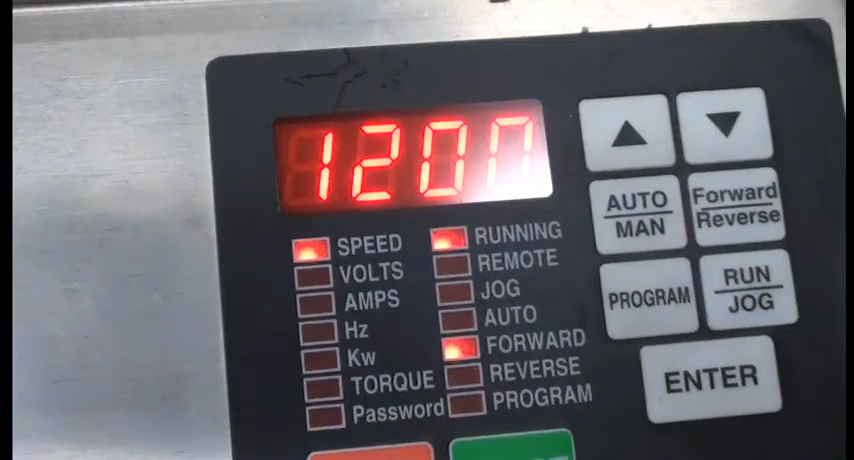 1200
SPEED
VOLTS
AMPS
Hz
Kw
TORQUE
Password
RUNNING
REMOTE
JOG
AUTO
FORWARD
REVERSE
PROGRAM
AUTO
MAN
Forward
Reverse
PROGRAM
RUN
JOG
ENTER